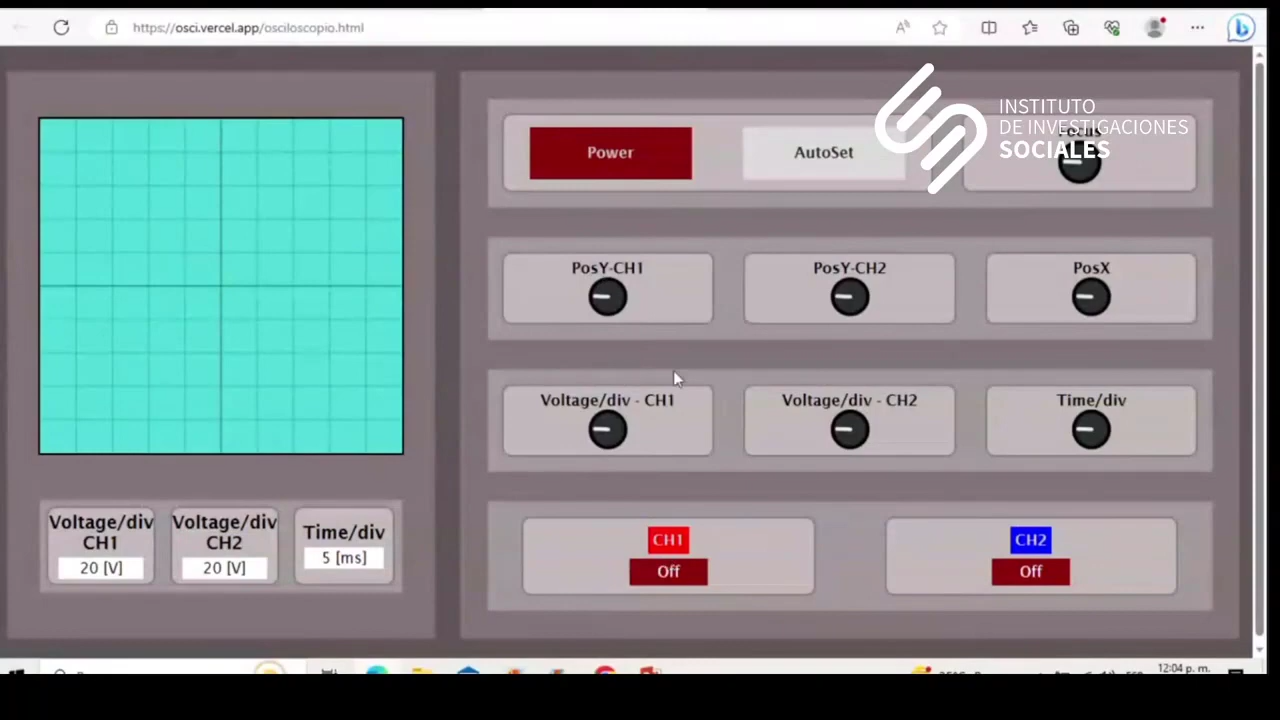 https://osci.vercel.app/osciloscopio.html
INSTITUTO
DE INVESTIGACIONES
SOCIALES
Power
AutoSet
Focus
PosY-CH1
PosY-CH2
PosX
Voltage/div - CH1
Voltage/div - CH2
Time/div
Voltage/div
CH1
20 [V]
Voltage/div
CH2
20 [V]
Time/div
5 [ms]
CH1
Off
CH2
Off
12:04 p. m.